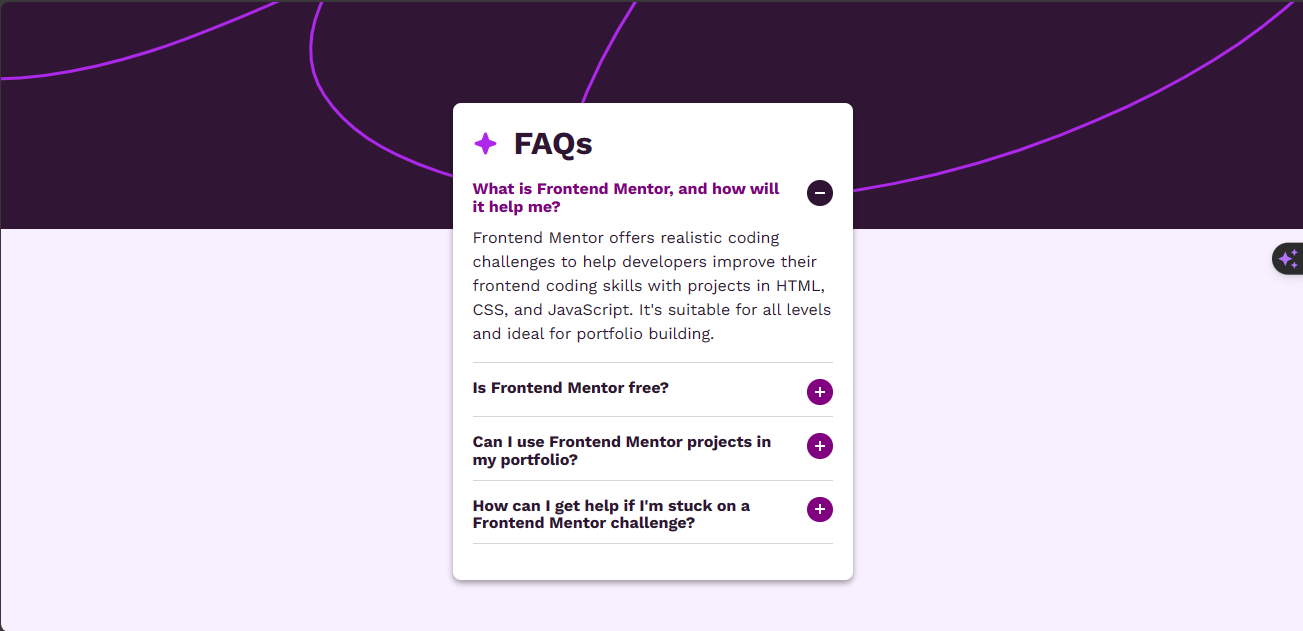 FAQs
What is Frontend Mentor, and how will
it help me?
Frontend Mentor offers realistic coding
challenges to help developers improve their
frontend coding skills with projects in HTML,
CSS, and JavaScript. It's suitable for all levels
and ideal for portfolio building.
Is Frontend Mentor free?
Can I use Frontend Mentor projects in
my portfolio?
How can I get help if I'm stuck on a
Frontend Mentor challenge?